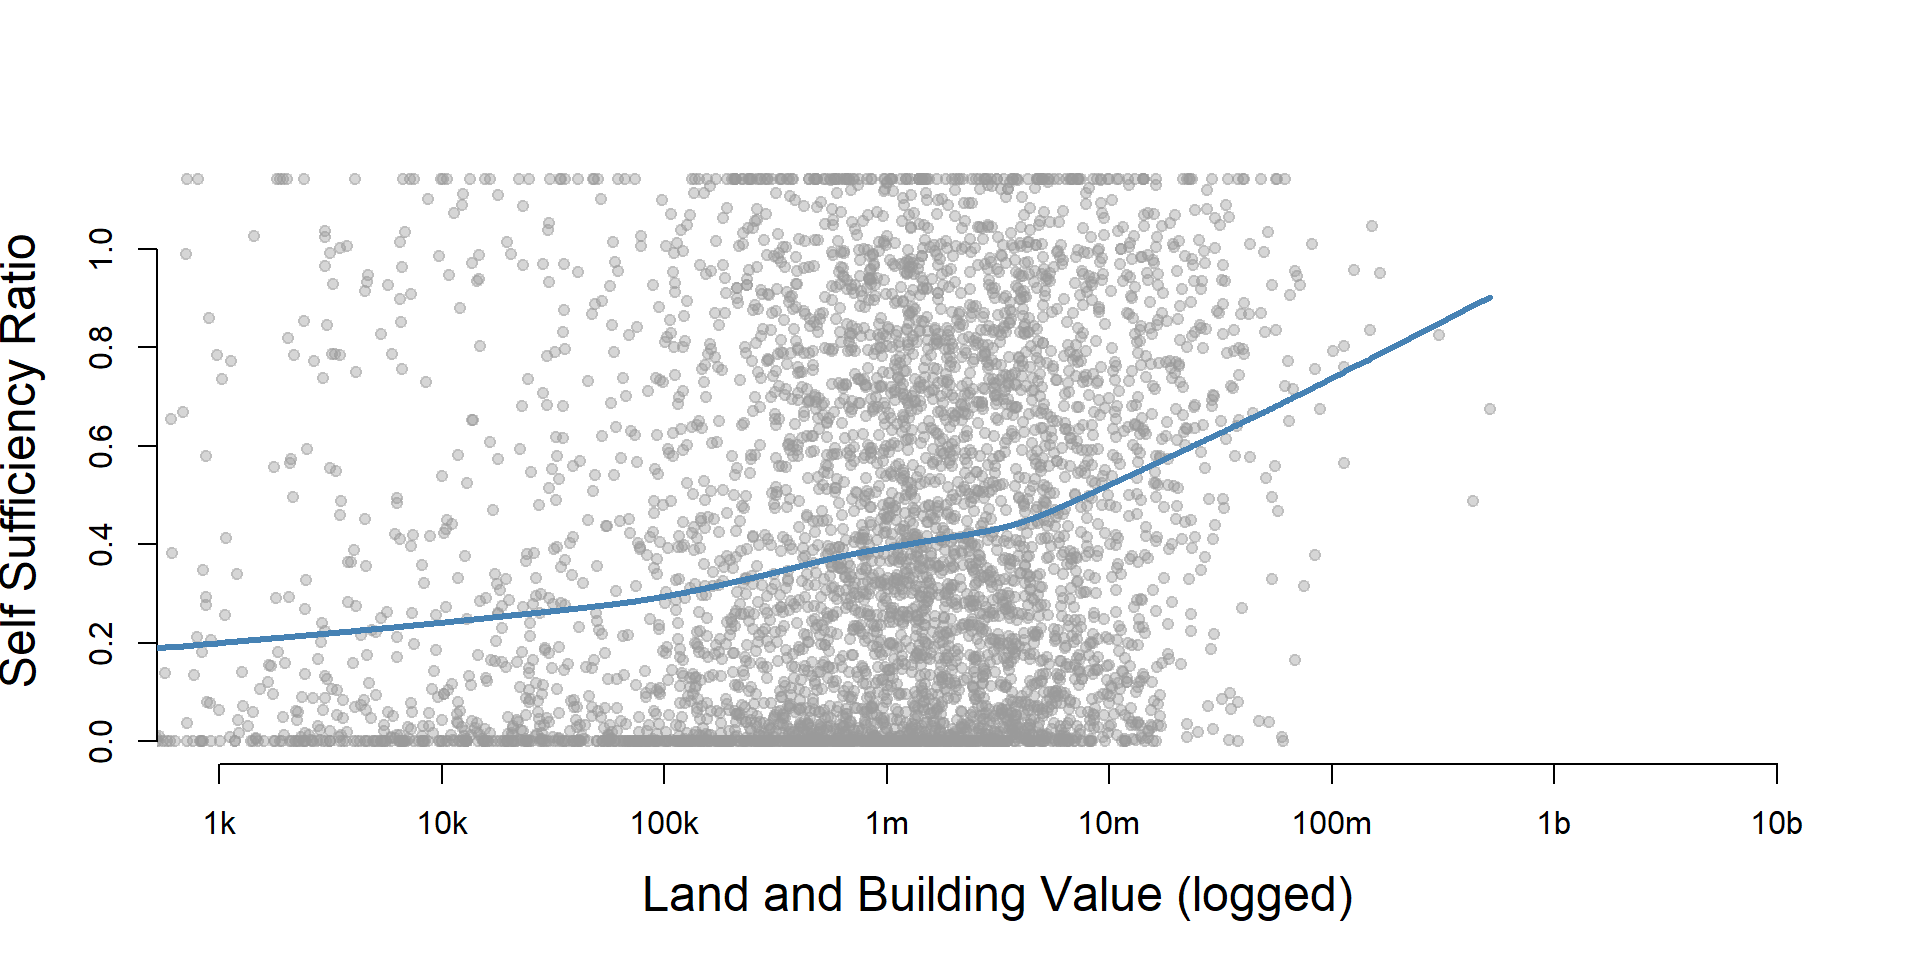 Self Sufficiency Ratio
1.0
0.8
0.6
0.4
0.2
0.0
1k 10k 100k 1m 10m 100m 1b 10b
Land and Building Value (logged)